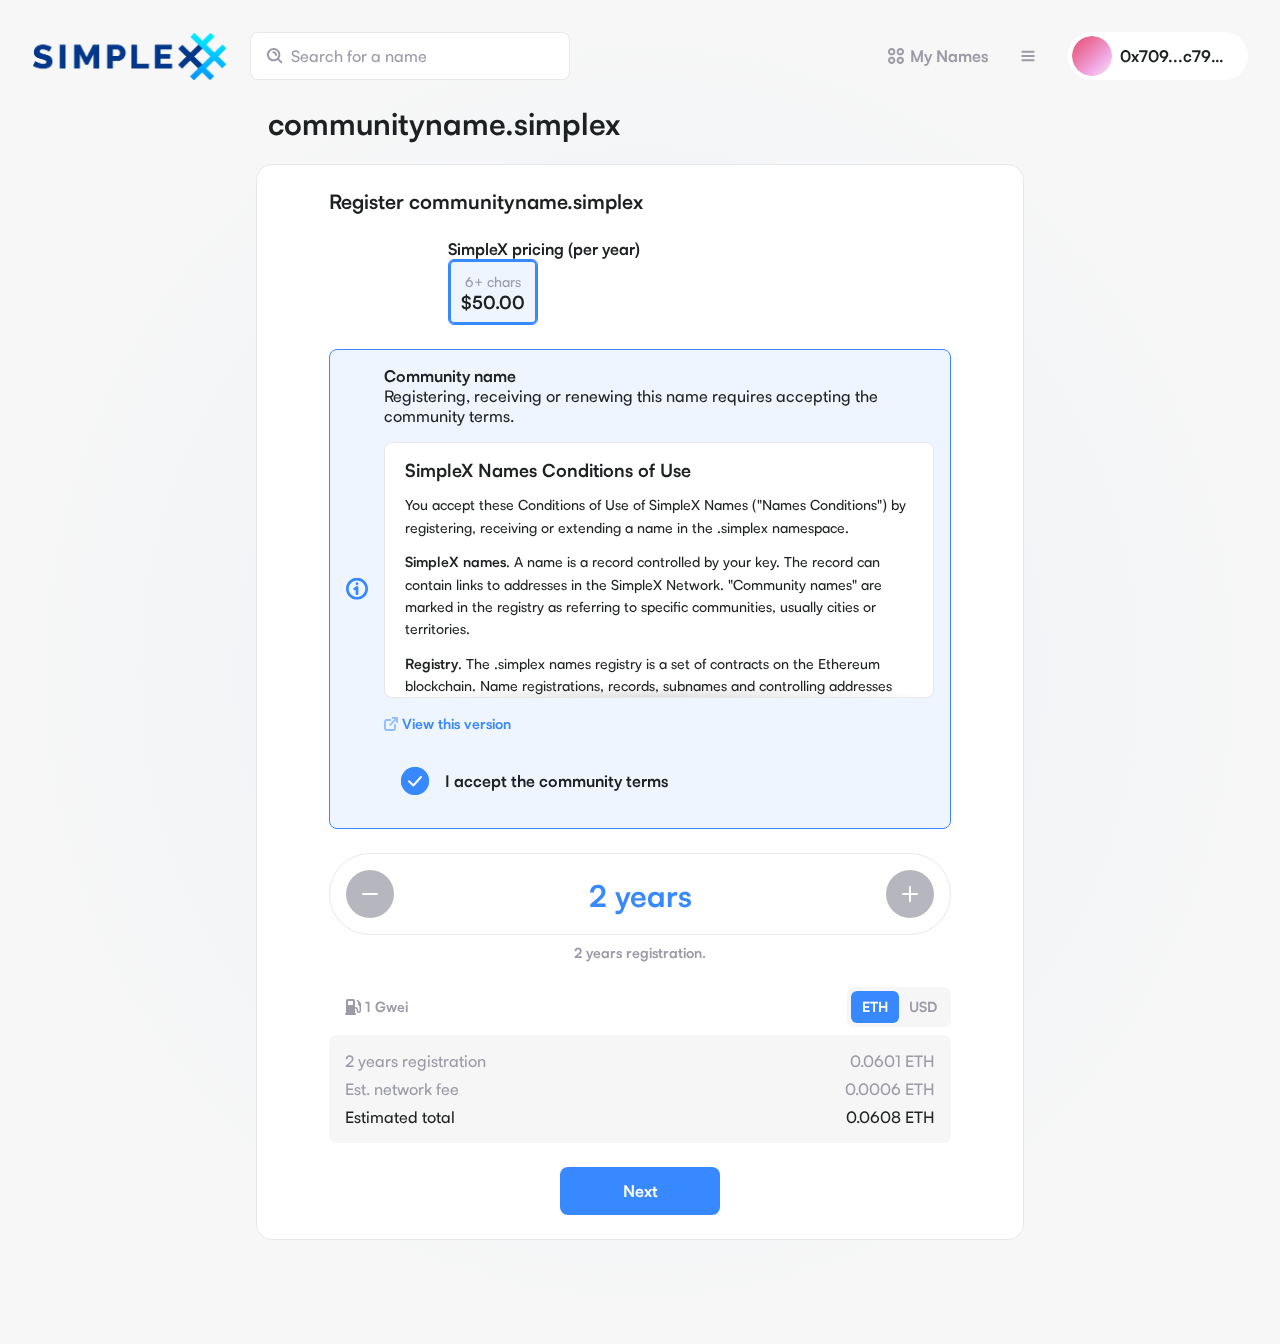 SIMPLEX
Search for a name
My Names
0x709...c79...
communityname.simplex
Register communityname.simplex
SimpleX pricing (per year)
6+ chars
$50.00
Community name
Registering, receiving or renewing this name requires accepting the
community terms.
SimpleX Names Conditions of Use
You accept these Conditions of Use of SimpleX Names ("Names Conditions") by
registering, receiving or extending a name in the .simplex namespace.
SimpleX names. A name is a record controlled by your key. The record can
contain links to addresses in the SimpleX Network. "Community names" are
marked in the registry as referring to specific communities, usually cities or
territories.
Registry. The .simplex names registry is a set of contracts on the Ethereum
blockchain. Name registrations, records, subnames and controlling addresses
View this version
I accept the community terms
2 years
2 years registration.
1 Gwei
ETH
USD
2 years registration
0.0601 ETH
Est. network fee
0.0006 ETH
Estimated total
0.0608 ETH
Next